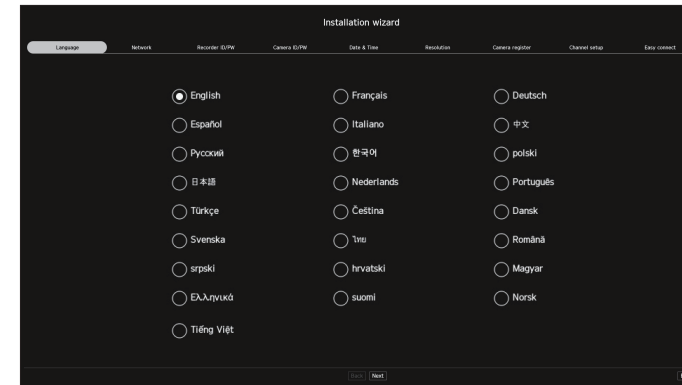 Installation wizard
Language Network Recorder ID/PW Camera ID/PW Date & Time Resolution Camera register Channel setup Easy connect
English Français Deutsch
Español Italiano 中文
Русский 한국어 polski
日本語 Nederlands Português
Türkçe Čeština Dansk
Svenska ไทย Română
srpski hrvatski Magyar
Ελληνικά suomi Norsk
Tiếng Việt
Back Next